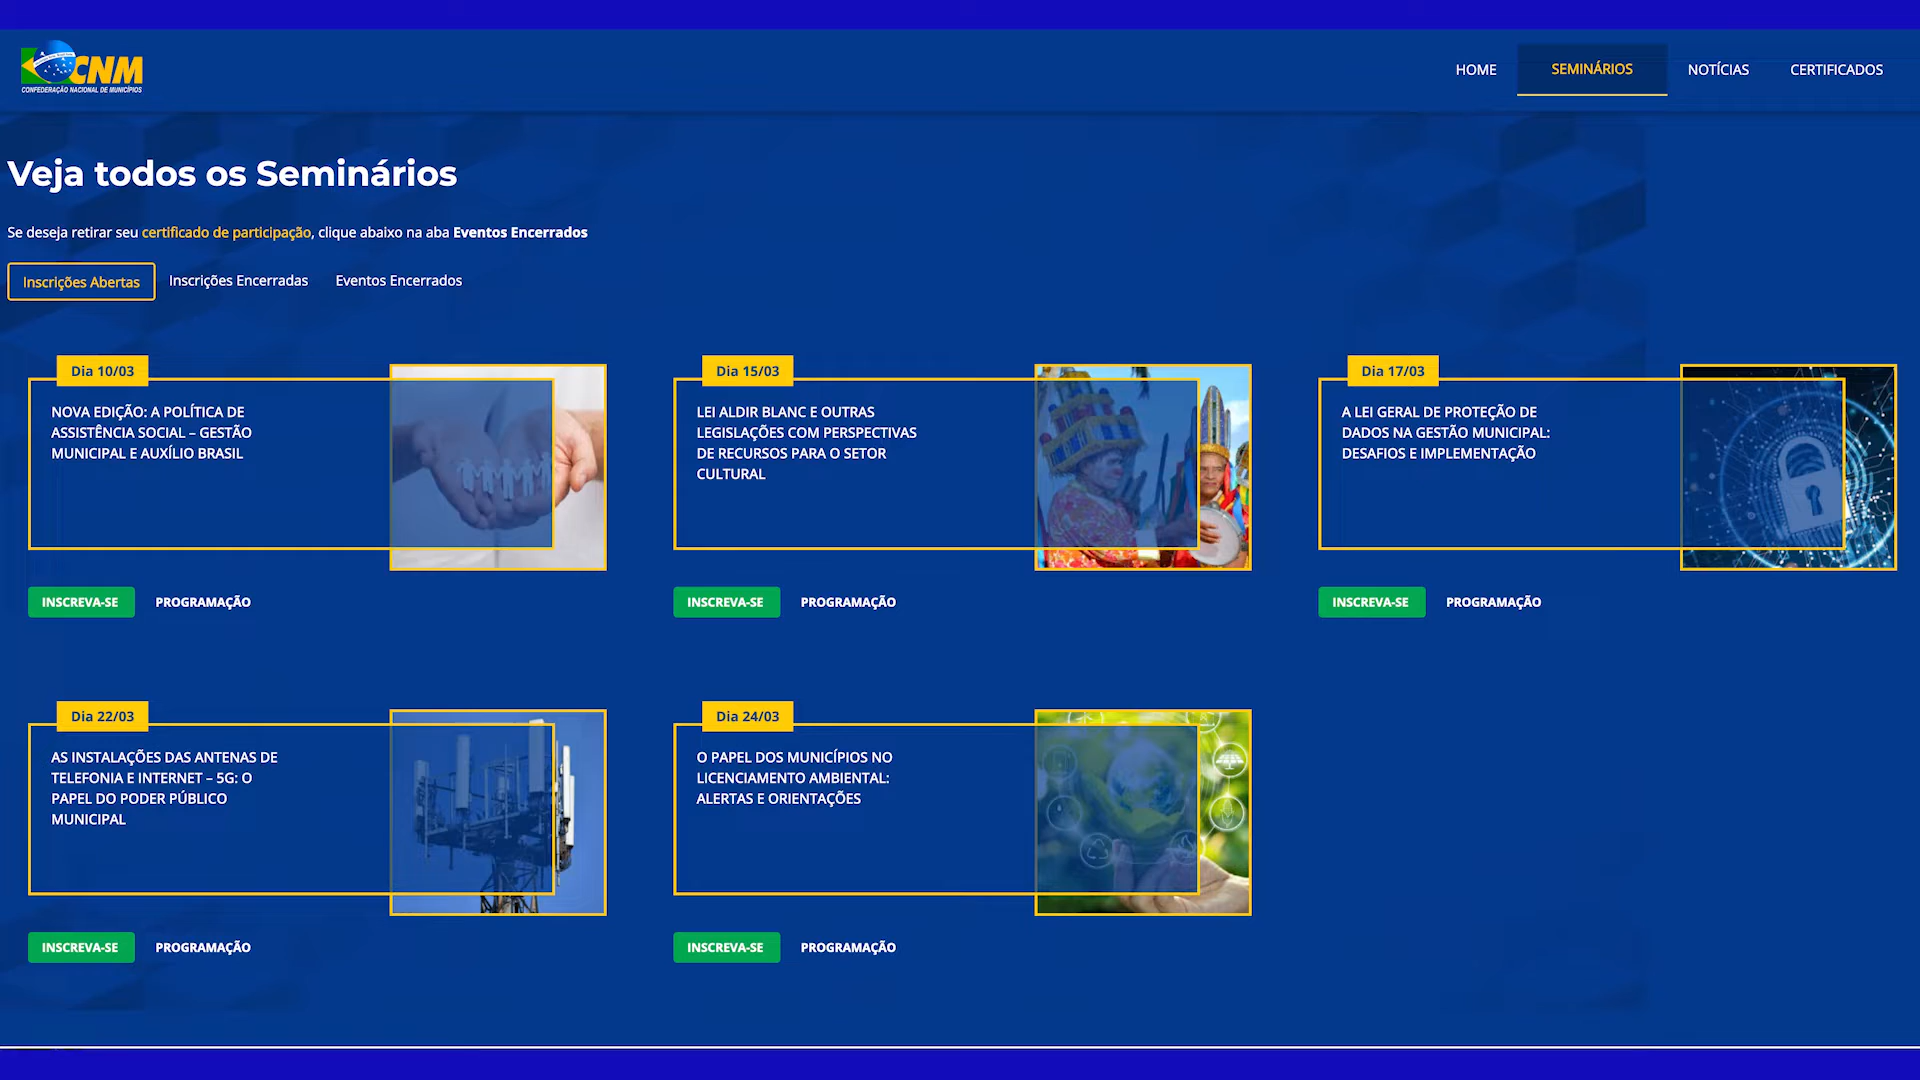 CNM
CONFEDERAÇÃO NACIONAL DE MUNICÍPIOS
HOME
SEMINÁRIOS
NOTÍCIAS
CERTIFICADOS
Veja todos os Seminários
Se deseja retirar seu certificado de participação, clique abaixo na aba Eventos Encerrados
Inscrições Abertas
Inscrições Encerradas
Eventos Encerrados
Dia 10/03
NOVA EDIÇÃO: A POLÍTICA DE
ASSISTÊNCIA SOCIAL – GESTÃO
MUNICIPAL E AUXÍLIO BRASIL
INSCREVA-SE
PROGRAMAÇÃO
Dia 15/03
LEI ALDIR BLANC E OUTRAS
LEGISLAÇÕES COM PERSPECTIVAS
DE RECURSOS PARA O SETOR
CULTURAL
INSCREVA-SE
PROGRAMAÇÃO
Dia 17/03
A LEI GERAL DE PROTEÇÃO DE
DADOS NA GESTÃO MUNICIPAL:
DESAFIOS E IMPLEMENTAÇÃO
INSCREVA-SE
PROGRAMAÇÃO
Dia 22/03
AS INSTALAÇÕES DAS ANTENAS DE
TELEFONIA E INTERNET – 5G: O
PAPEL DO PODER PÚBLICO
MUNICIPAL
INSCREVA-SE
PROGRAMAÇÃO
Dia 24/03
O PAPEL DOS MUNICÍPIOS NO
LICENCIAMENTO AMBIENTAL:
ALERTAS E ORIENTAÇÕES
INSCREVA-SE
PROGRAMAÇÃO